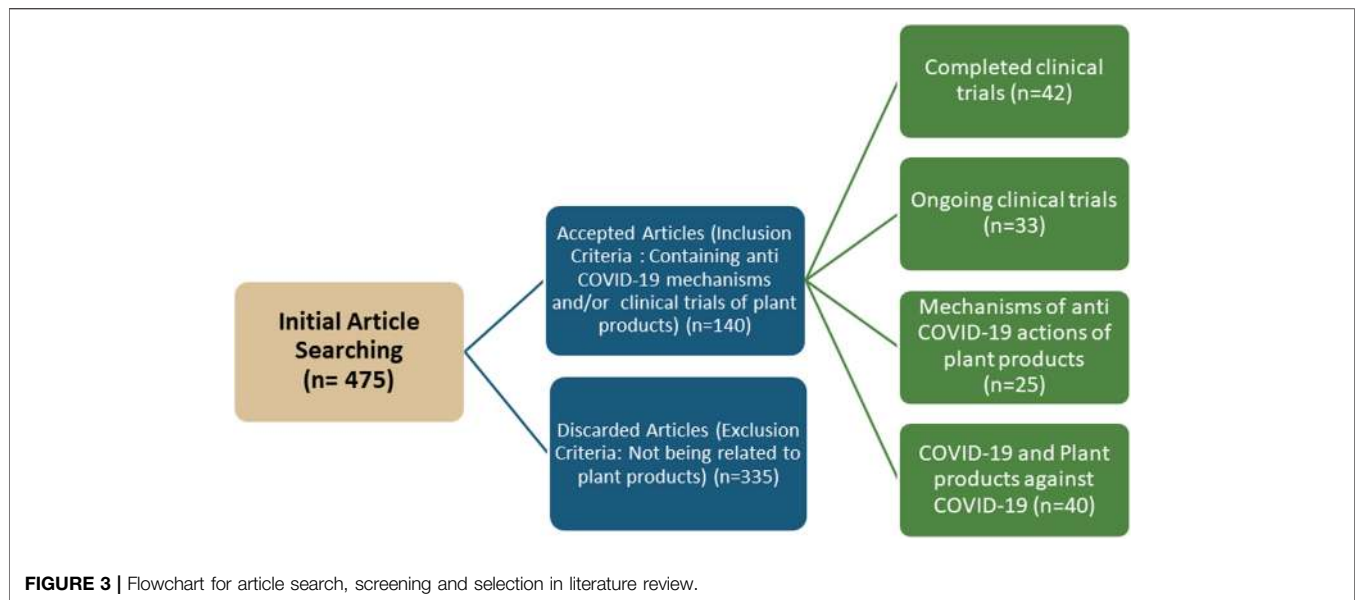 Initial Article
Searching
(n= 475)
Accepted Articles (Inclusion
Criteria : Containing anti
COVID-19 mechanisms
and/or clinical trials of plant
products) (n=140)
Discarded Articles (Exclusion
Criteria: Not being related to
plant products) (n=335)
Completed clinical
trials (n=42)
Ongoing clinical trials
(n=33)
Mechanisms of anti
COVID-19 actions of
plant products
(n=25)
COVID-19 and Plant
products against
COVID-19 (n=40)
FIGURE 3 | Flowchart for article search, screening and selection in literature review.